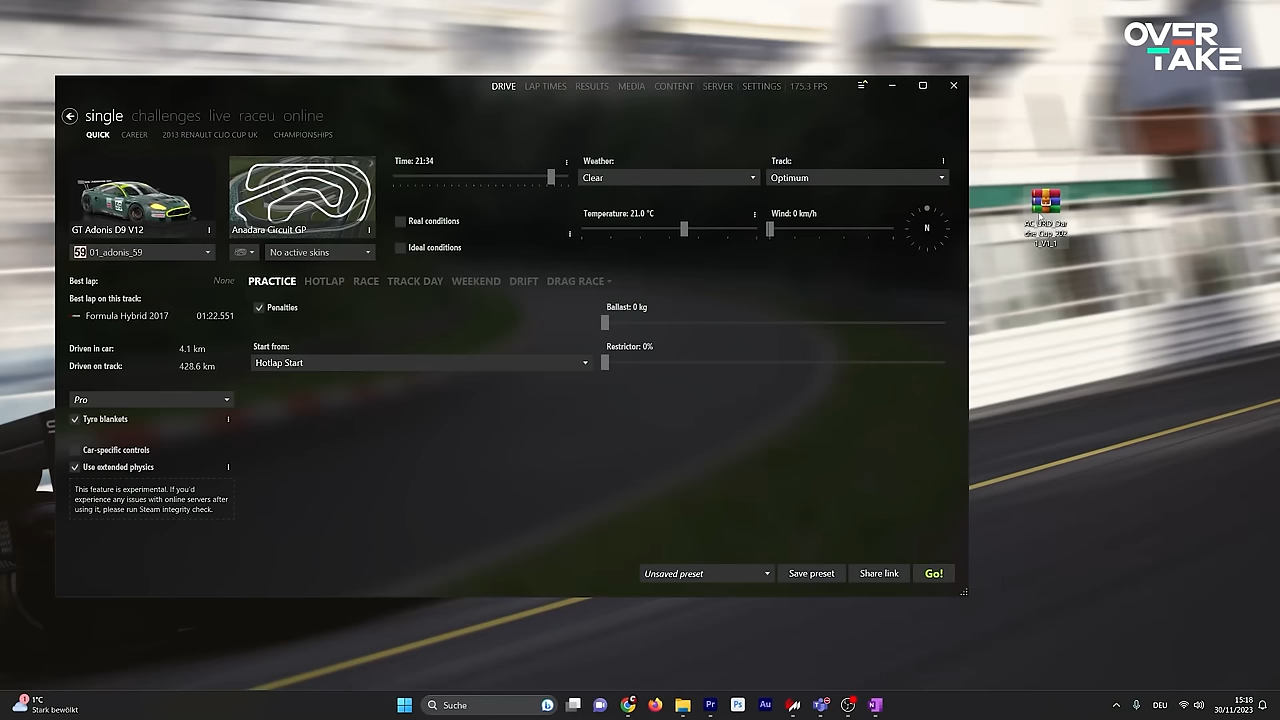 OVER
TAKE
DRIVE LAP TIMES RESULTS MEDIA CONTENT SERVER SETTINGS 175.3 FPS
single challenges live raceu online
QUICK CAREER 2013 RENAULT CLIO CUP UK CHAMPIONSHIPS
Time: 21:34
Weather:
Track:
Clear
Optimum
Real conditions
Ideal conditions
Temperature: 21.0 °C
Wind: 0 km/h
N
GT Adonis D9 V12
Anadara Circuit GP
59 01_adonis_59
No active skins
Best lap: None
Best lap on this track:
Formula Hybrid 2017 01:22.551
Driven in car: 4.1 km
Driven on track: 428.6 km
Pro
Tyre blankets
Car-specific controls
Use extended physics
This feature is experimental. If you'd
experience any issues with online servers after
using it, please run Steam integrity check.
PRACTICE HOTLAP RACE TRACK DAY WEEKEND DRIFT DRAG RACE
Penalties
Ballast: 0 kg
Start from:
Restrictor: 0%
Hotlap Start
Unsaved preset
Save preset
Share link
Go!
1
1°C
Stark bewölkt
Suche
Pr
Ps
Au
N
DEU
15:18
30/11/2023